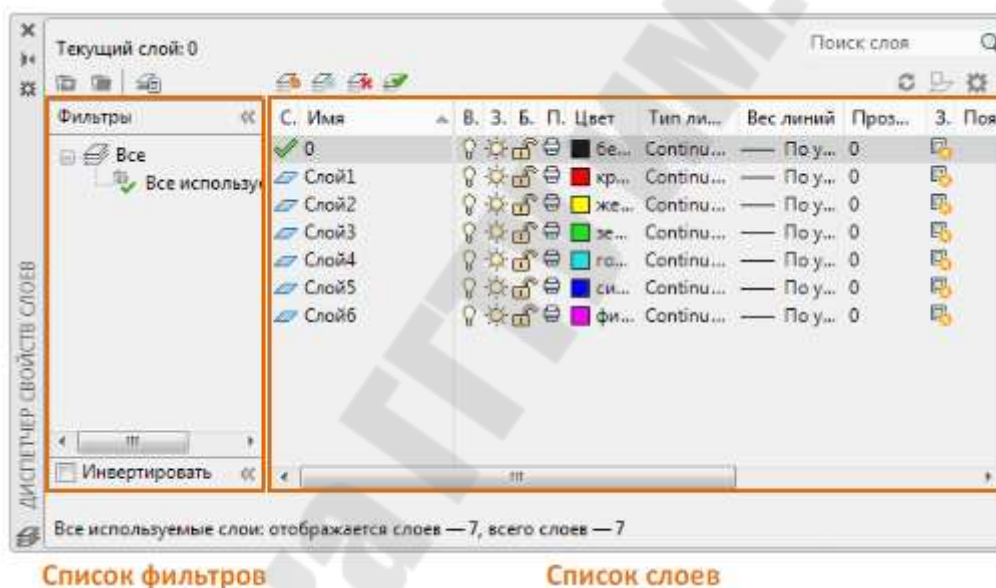 Текущий слой: 0
Поиск слоя
Фильтры
С. Имя В. З. Б. П. Цвет Тип ли... Вес линий Проз... З. Поя
Все
Все используе
0 бе... Continu... По у... 0
Слой1 кр... Continu... По у... 0
Слой2 же... Continu... По у... 0
Слой3 зе... Continu... По у... 0
Слой4 го... Continu... По у... 0
Слой5 си... Continu... По у... 0
Слой6 фи... Continu... По у... 0
Инвертировать
ДИСПЕТЧЕР СВОЙСТВ СЛОЕВ
Все используемые слои: отображается слоев — 7, всего слоев — 7
Список фильтров
Список слоев